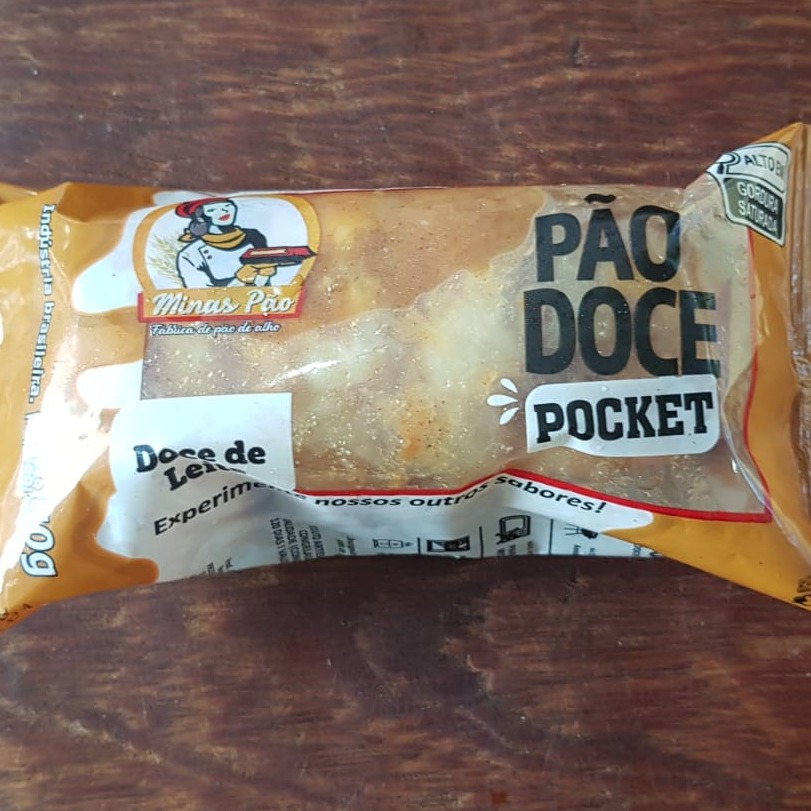 Minas Pão
Fábrica de pão de alho
PÃO
DOCE
POCKET
ALTO EM
GORDURA
SATURADA
Doce de
Leite
Experimente nossos outros sabores!
Indústria brasileira.